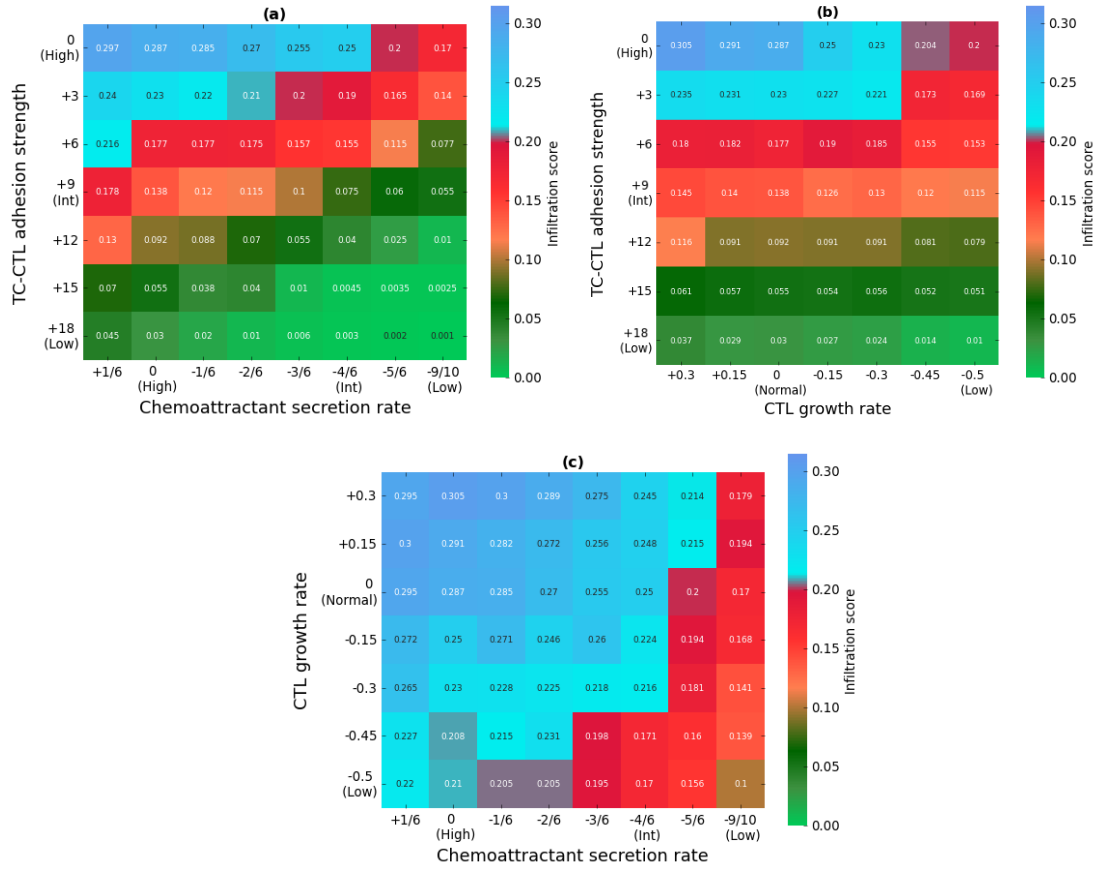 (a)
0 (High) 0.297 0.287 0.285 0.27 0.255 0.25 0.2 0.17
+3 0.24 0.23 0.22 0.21 0.2 0.19 0.165 0.14
+6 0.216 0.177 0.177 0.175 0.157 0.155 0.115 0.077
+9 (Int) 0.178 0.138 0.12 0.115 0.1 0.075 0.06 0.055
+12 0.13 0.092 0.088 0.07 0.055 0.04 0.025 0.01
+15 0.07 0.055 0.038 0.04 0.01 0.0045 0.0035 0.0025
+18 (Low) 0.045 0.03 0.02 0.01 0.006 0.003 0.002 0.001
+1/6 0 -1/6 -2/6 -3/6 -4/6 -5/6 -9/10
(High) (Int) (Low)
Chemoattractant secretion rate
TC-CTL adhesion strength
0.30
0.25
0.20
0.15
0.10
0.05
0.00
Infiltration score
(b)
0 (High) 0.305 0.291 0.287 0.25 0.23 0.204 0.2
+3 0.235 0.231 0.23 0.227 0.221 0.173 0.169
+6 0.18 0.182 0.177 0.19 0.185 0.155 0.153
+9 (Int) 0.145 0.14 0.138 0.126 0.13 0.12 0.115
+12 0.116 0.091 0.092 0.091 0.091 0.081 0.079
+15 0.061 0.057 0.055 0.054 0.056 0.052 0.051
+18 (Low) 0.037 0.029 0.03 0.027 0.024 0.014 0.01
+0.3 +0.15 0 -0.15 -0.3 -0.45 -0.5
(Normal) (Low)
CTL growth rate
TC-CTL adhesion strength
0.30
0.25
0.20
0.15
0.10
0.05
0.00
Infiltration score
(c)
+0.3 0.295 0.305 0.3 0.289 0.275 0.245 0.214 0.179
+0.15 0.3 0.291 0.282 0.272 0.256 0.248 0.215 0.194
0 (Normal) 0.295 0.287 0.285 0.27 0.255 0.25 0.2 0.17
-0.15 0.272 0.25 0.271 0.246 0.26 0.224 0.194 0.168
-0.3 0.265 0.23 0.228 0.225 0.218 0.216 0.181 0.141
-0.45 0.227 0.208 0.215 0.231 0.198 0.171 0.16 0.139
-0.5 (Low) 0.22 0.21 0.205 0.205 0.195 0.17 0.156 0.1
+1/6 0 -1/6 -2/6 -3/6 -4/6 -5/6 -9/10
(High) (Int) (Low)
Chemoattractant secretion rate
CTL growth rate
0.30
0.25
0.20
0.15
0.10
0.05
0.00
Infiltration score